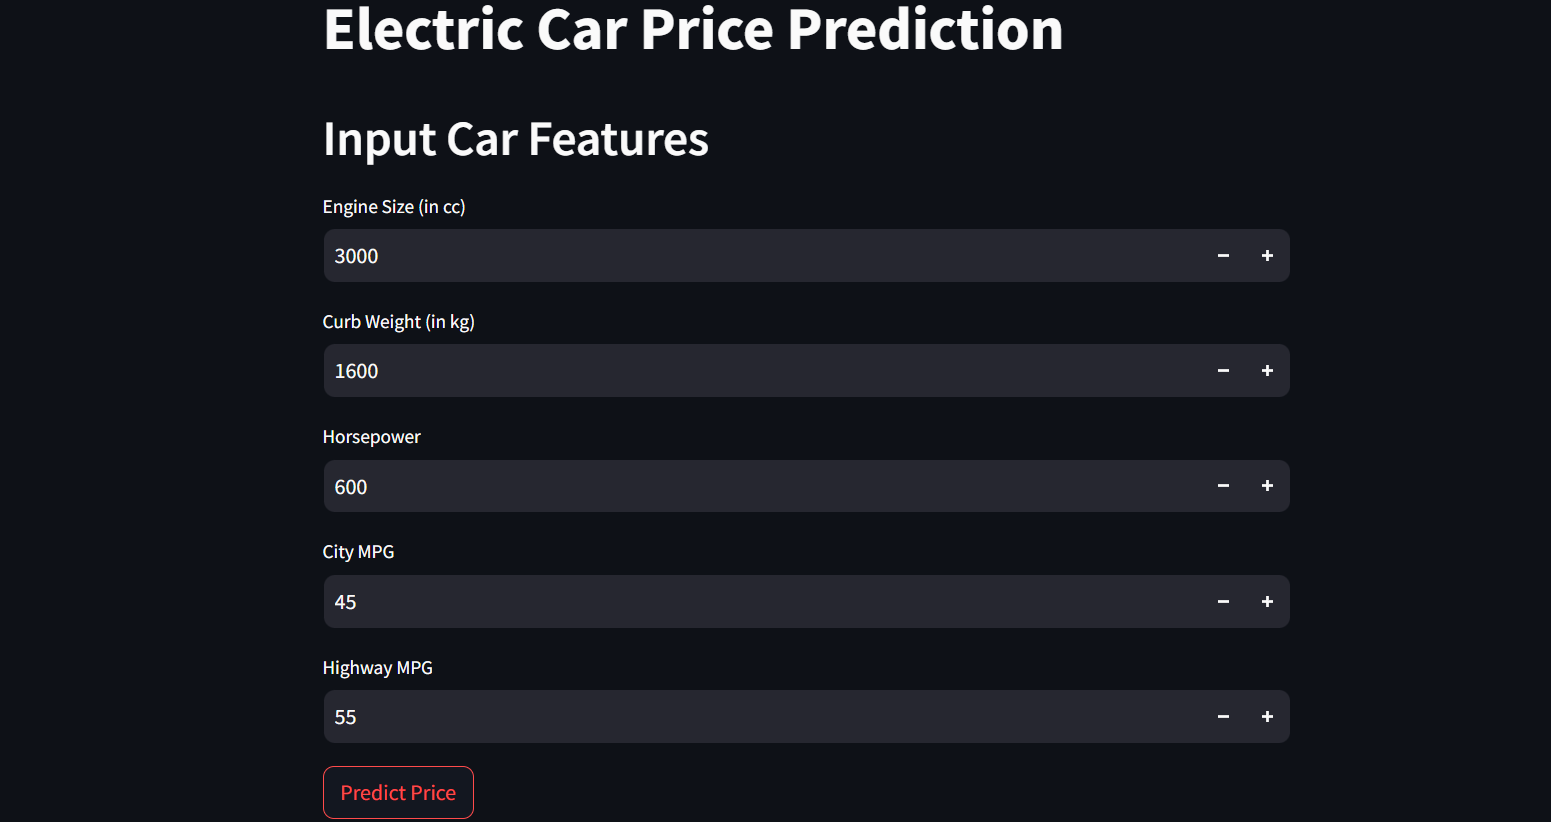 Electric Car Price Prediction
Input Car Features
Engine Size (in cc)
3000
Curb Weight (in kg)
1600
Horsepower
600
City MPG
45
Highway MPG
55
Predict Price